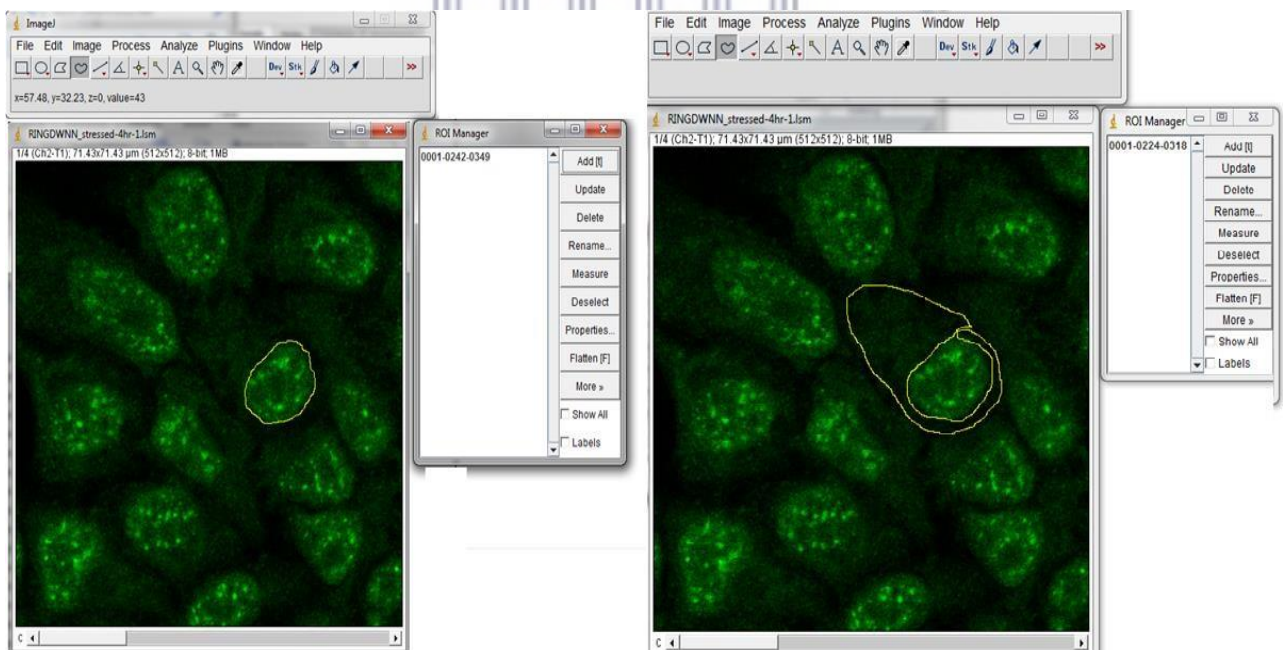 ImageJ
File Edit Image Process Analyze Plugins Window Help
Dev Stk >>
x=57.48, y=32.23, z=0, value=43
RINGDWNN_stressed-4hr-1.lsm
1/4 (Ch2-T1); 71.43x71.43 µm (512x512); 8-bit; 1MB
C
ROI Manager
0001-0242-0349
Add [t]
Update
Delete
Rename...
Measure
Deselect
Properties...
Flatten [F]
More »
Show All
Labels
File Edit Image Process Analyze Plugins Window Help
Dev Stk >>
RINGDWNN_stressed-4hr-1.lsm
1/4 (Ch2-T1); 71.43x71.43 µm (512x512); 8-bit; 1MB
C
ROI Manager
0001-0224-0318
Add [t]
Update
Delete
Rename...
Measure
Deselect
Properties...
Flatten [F]
More »
Show All
Labels